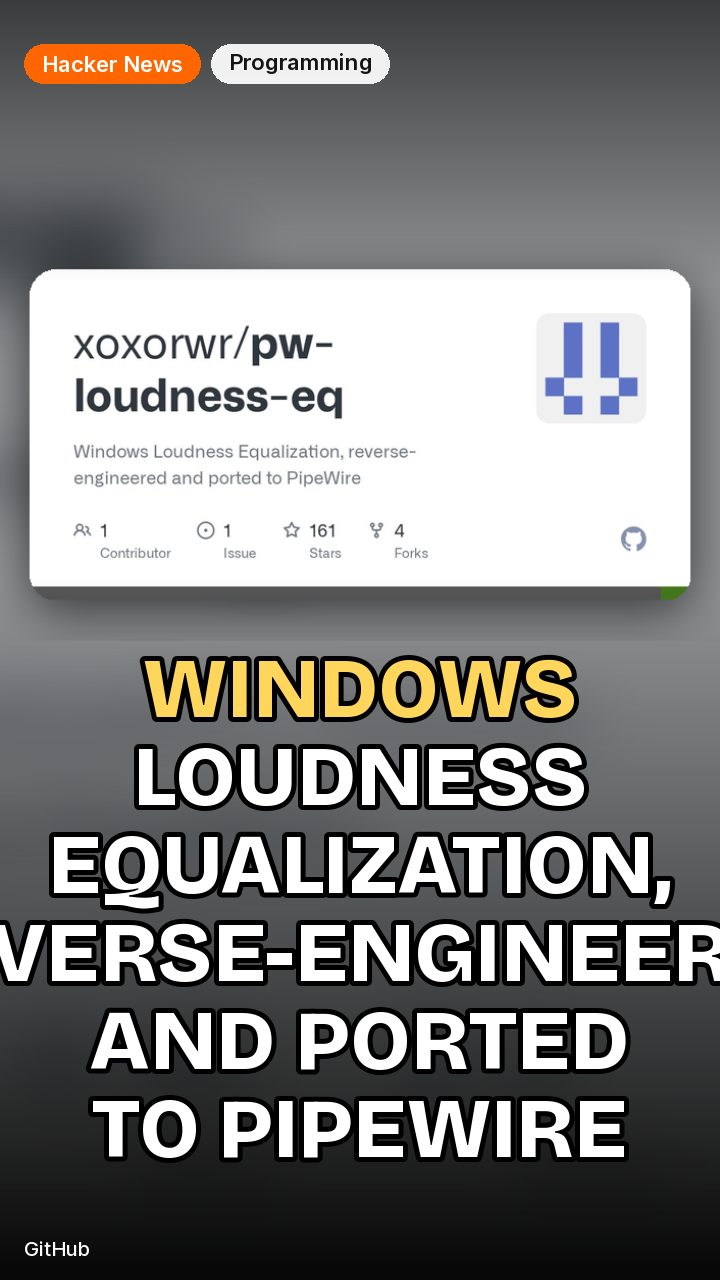 Hacker News
Programming
xoxorwr/pw-
loudness-eq
Windows Loudness Equalization, reverse-
engineered and ported to PipeWire
1
Contributor
1
Issue
161
Stars
4
Forks
WINDOWS
LOUDNESS
EQUALIZATION,
VERSE-ENGINEER
AND PORTED
TO PIPEWIRE
GitHub